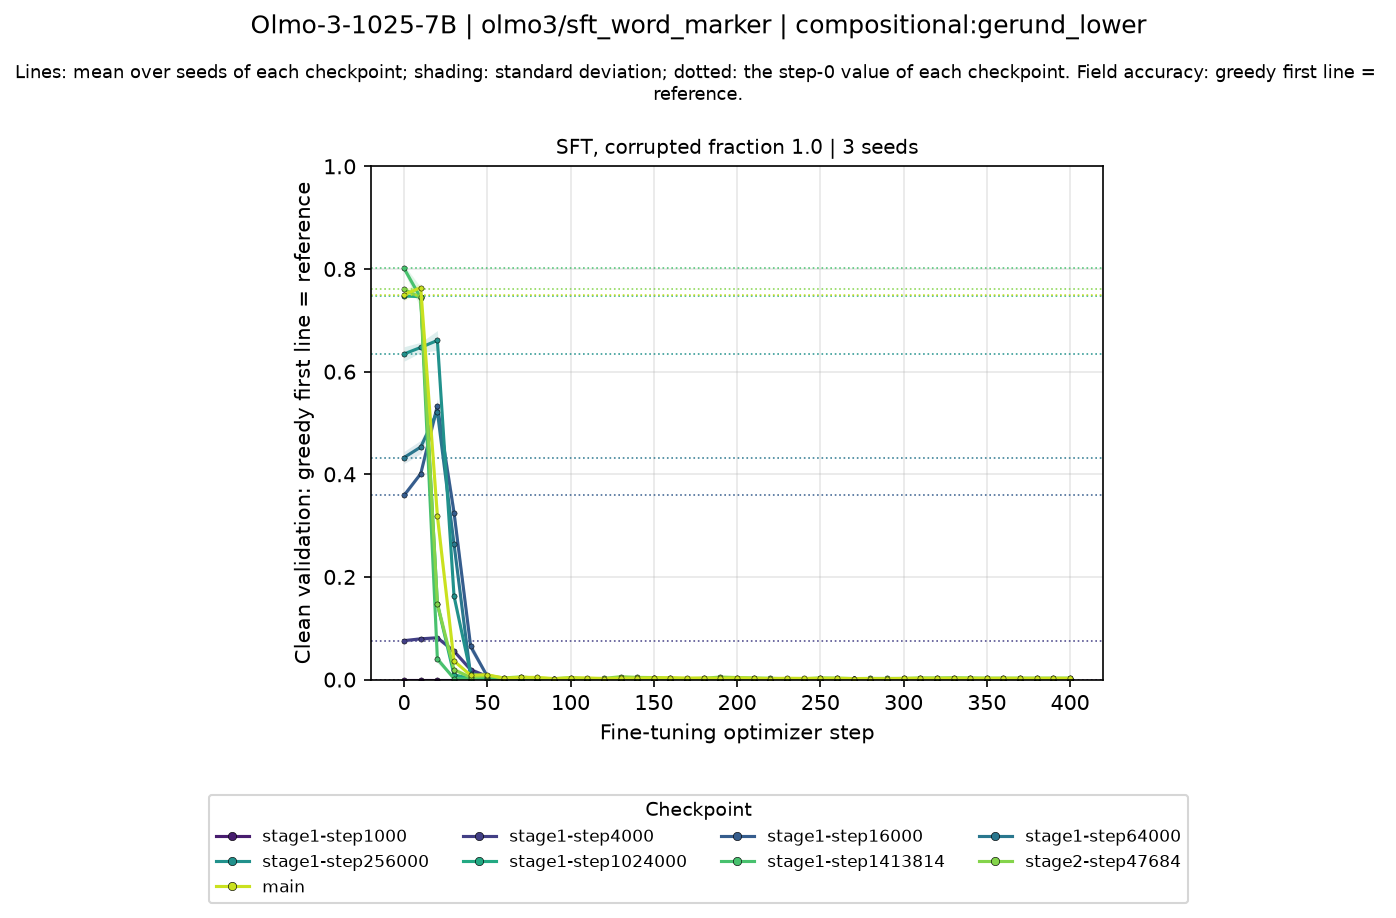 Olmo-3-1025-7B | olmo3/sft_word_marker | compositional:gerund_lower
Lines: mean over seeds of each checkpoint; shading: standard deviation; dotted: the step-0 value of each checkpoint. Field accuracy: greedy first line =
reference.
SFT, corrupted fraction 1.0 | 3 seeds
Clean validation: greedy first line = reference
1.0
0.8
0.6
0.4
0.2
0.0
0 50 100 150 200 250 300 350 400
Fine-tuning optimizer step
Checkpoint
stage1-step1000 stage1-step4000 stage1-step16000 stage1-step64000
stage1-step256000 stage1-step1024000 stage1-step1413814 stage2-step47684
main